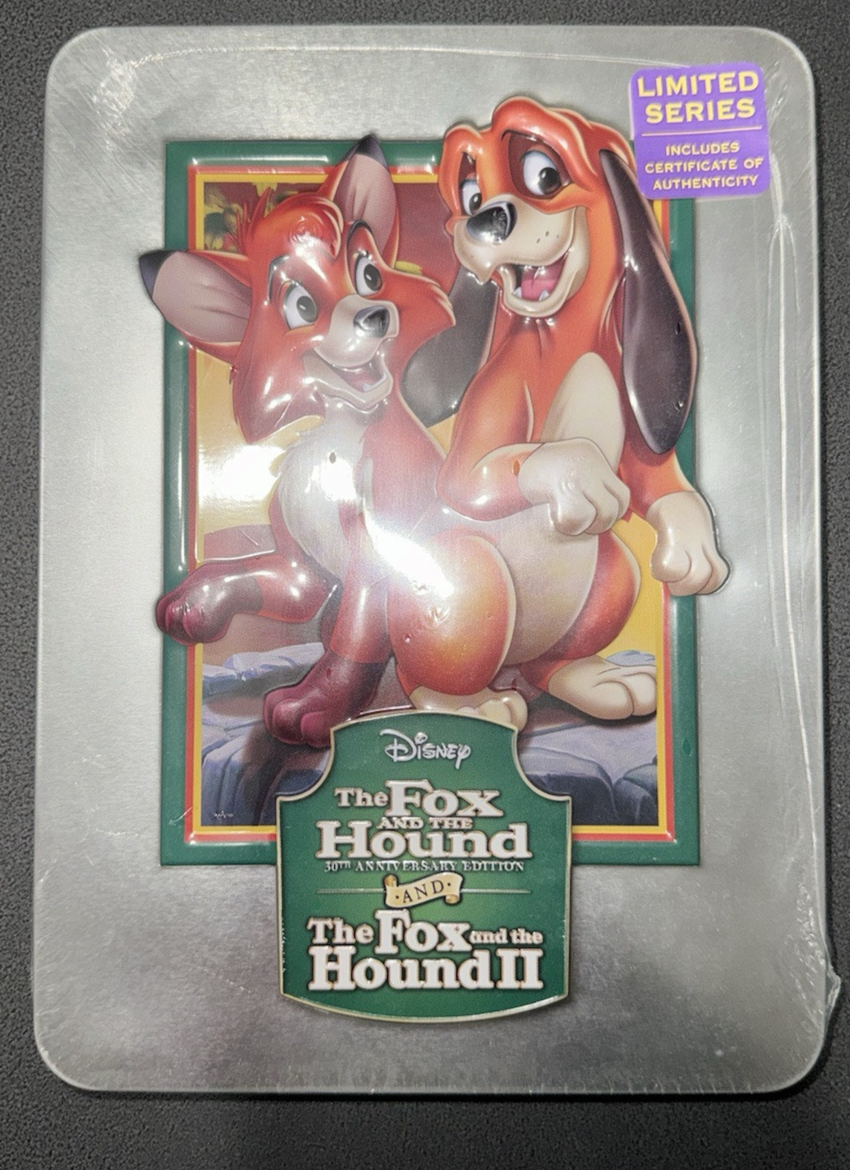 LIMITED
SERIES
INCLUDES
CERTIFICATE OF
AUTHENTICITY
Disney
The Fox
AND THE
Hound
30TH ANNIVERSARY EDITION
·AND·
The Fox and the
Hound II